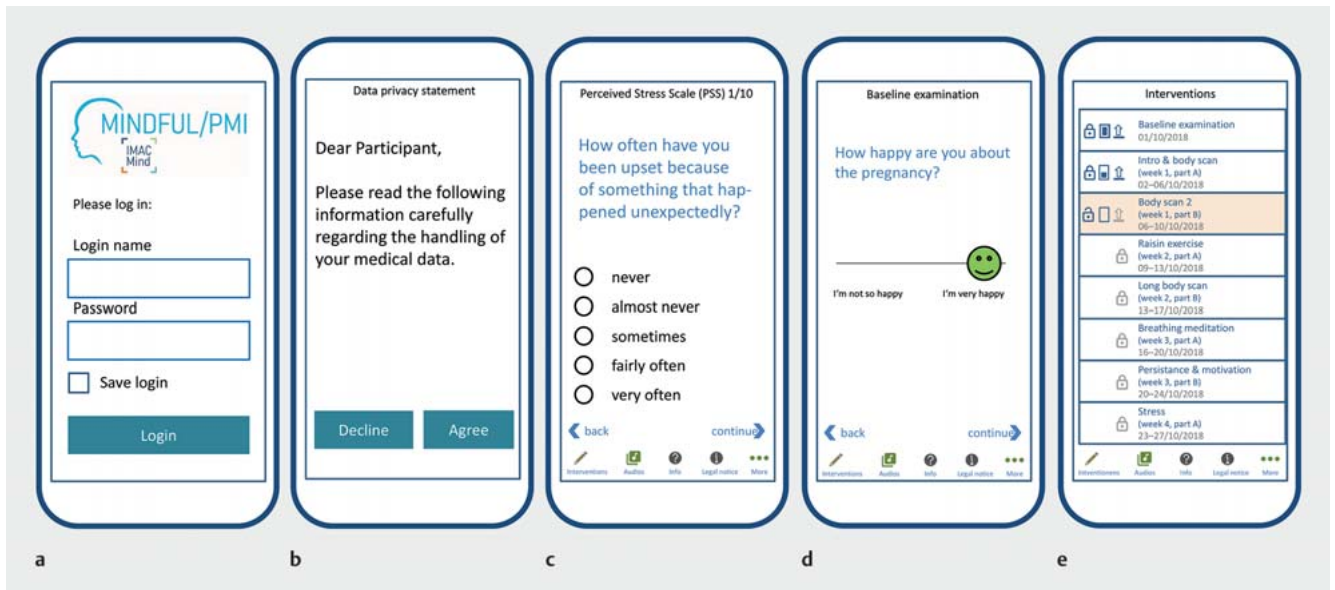 MINDFUL/PMI
IMAC
Mind
Please log in:
Login name
Password
Save login
Login
a
Data privacy statement
Dear Participant,
Please read the following
information carefully
regarding the handling of
your medical data.
Decline Agree
b
Perceived Stress Scale (PSS) 1/10
How often have you
been upset because
of something that hap-
pened unexpectedly?
never
almost never
sometimes
fairly often
very often
back continue
Interventions Audios Info Legal notice More
c
Baseline examination
How happy are you about
the pregnancy?
I'm not so happy I'm very happy
back continue
Interventions Audios Info Legal notice More
d
Interventions
Baseline examination
01/10/2018
Intro & body scan
(week 1, part A)
02–06/10/2018
Body scan 2
(week 1, part B)
06–10/10/2018
Raisin exercise
(week 2, part A)
09–13/10/2018
Long body scan
(week 2, part B)
13–17/10/2018
Breathing meditation
(week 3, part A)
16–20/10/2018
Persistance & motivation
(week 3, part B)
20–24/10/2018
Stress
(week 4, part A)
23–27/10/2018
Audios Info Legal notice More
e